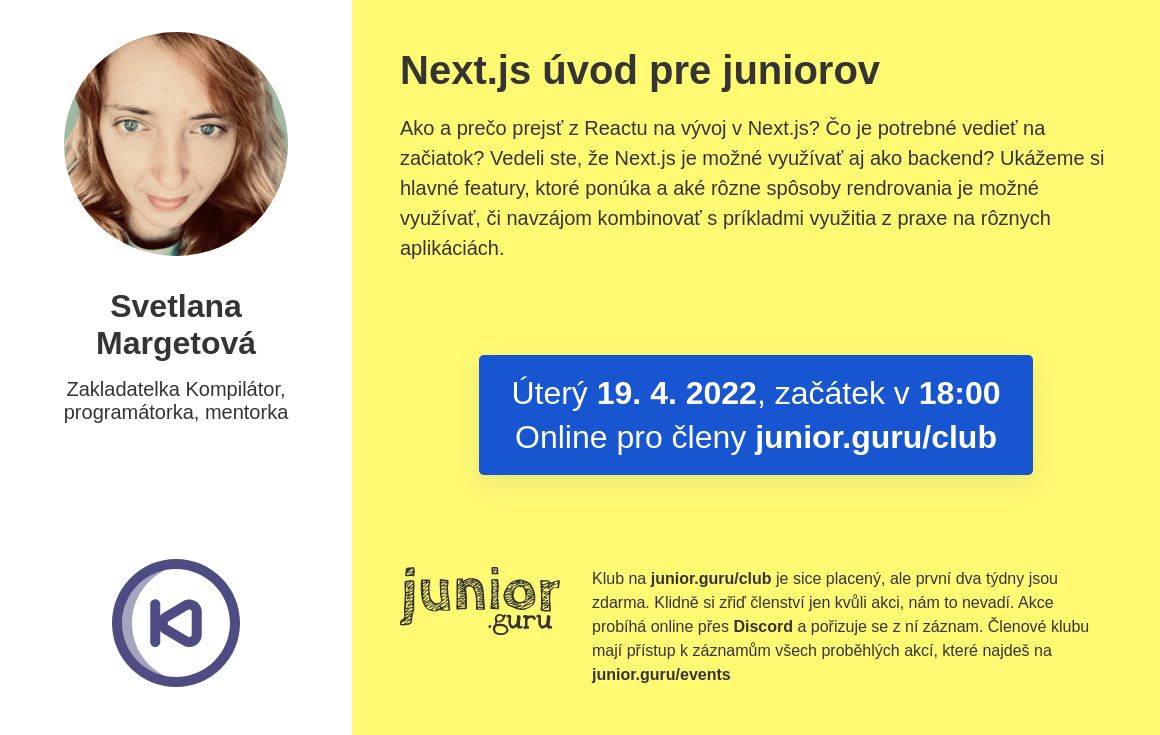 Svetlana
Margetová
Zakladatelka Kompilátor,
programátorka, mentorka
Next.js úvod pre juniorov
Ako a prečo prejsť z Reactu na vývoj v Next.js? Čo je potrebné vedieť na
začiatok? Vedeli ste, že Next.js je možné využívať aj ako backend? Ukážeme si
hlavné featury, ktoré ponúka a aké rôzne spôsoby rendrovania je možné
využívať, či navzájom kombinovať s príkladmi využitia z praxe na rôznych
aplikáciách.
Úterý 19. 4. 2022, začátek v 18:00
Online pro členy junior.guru/club
junior
.guru
Klub na junior.guru/club je sice placený, ale první dva týdny jsou
zdarma. Klidně si zřiď členství jen kvůli akci, nám to nevadí. Akce
probíhá online přes Discord a pořizuje se z ní záznam. Členové klubu
mají přístup k záznamům všech proběhlých akcí, které najdeš na
junior.guru/events